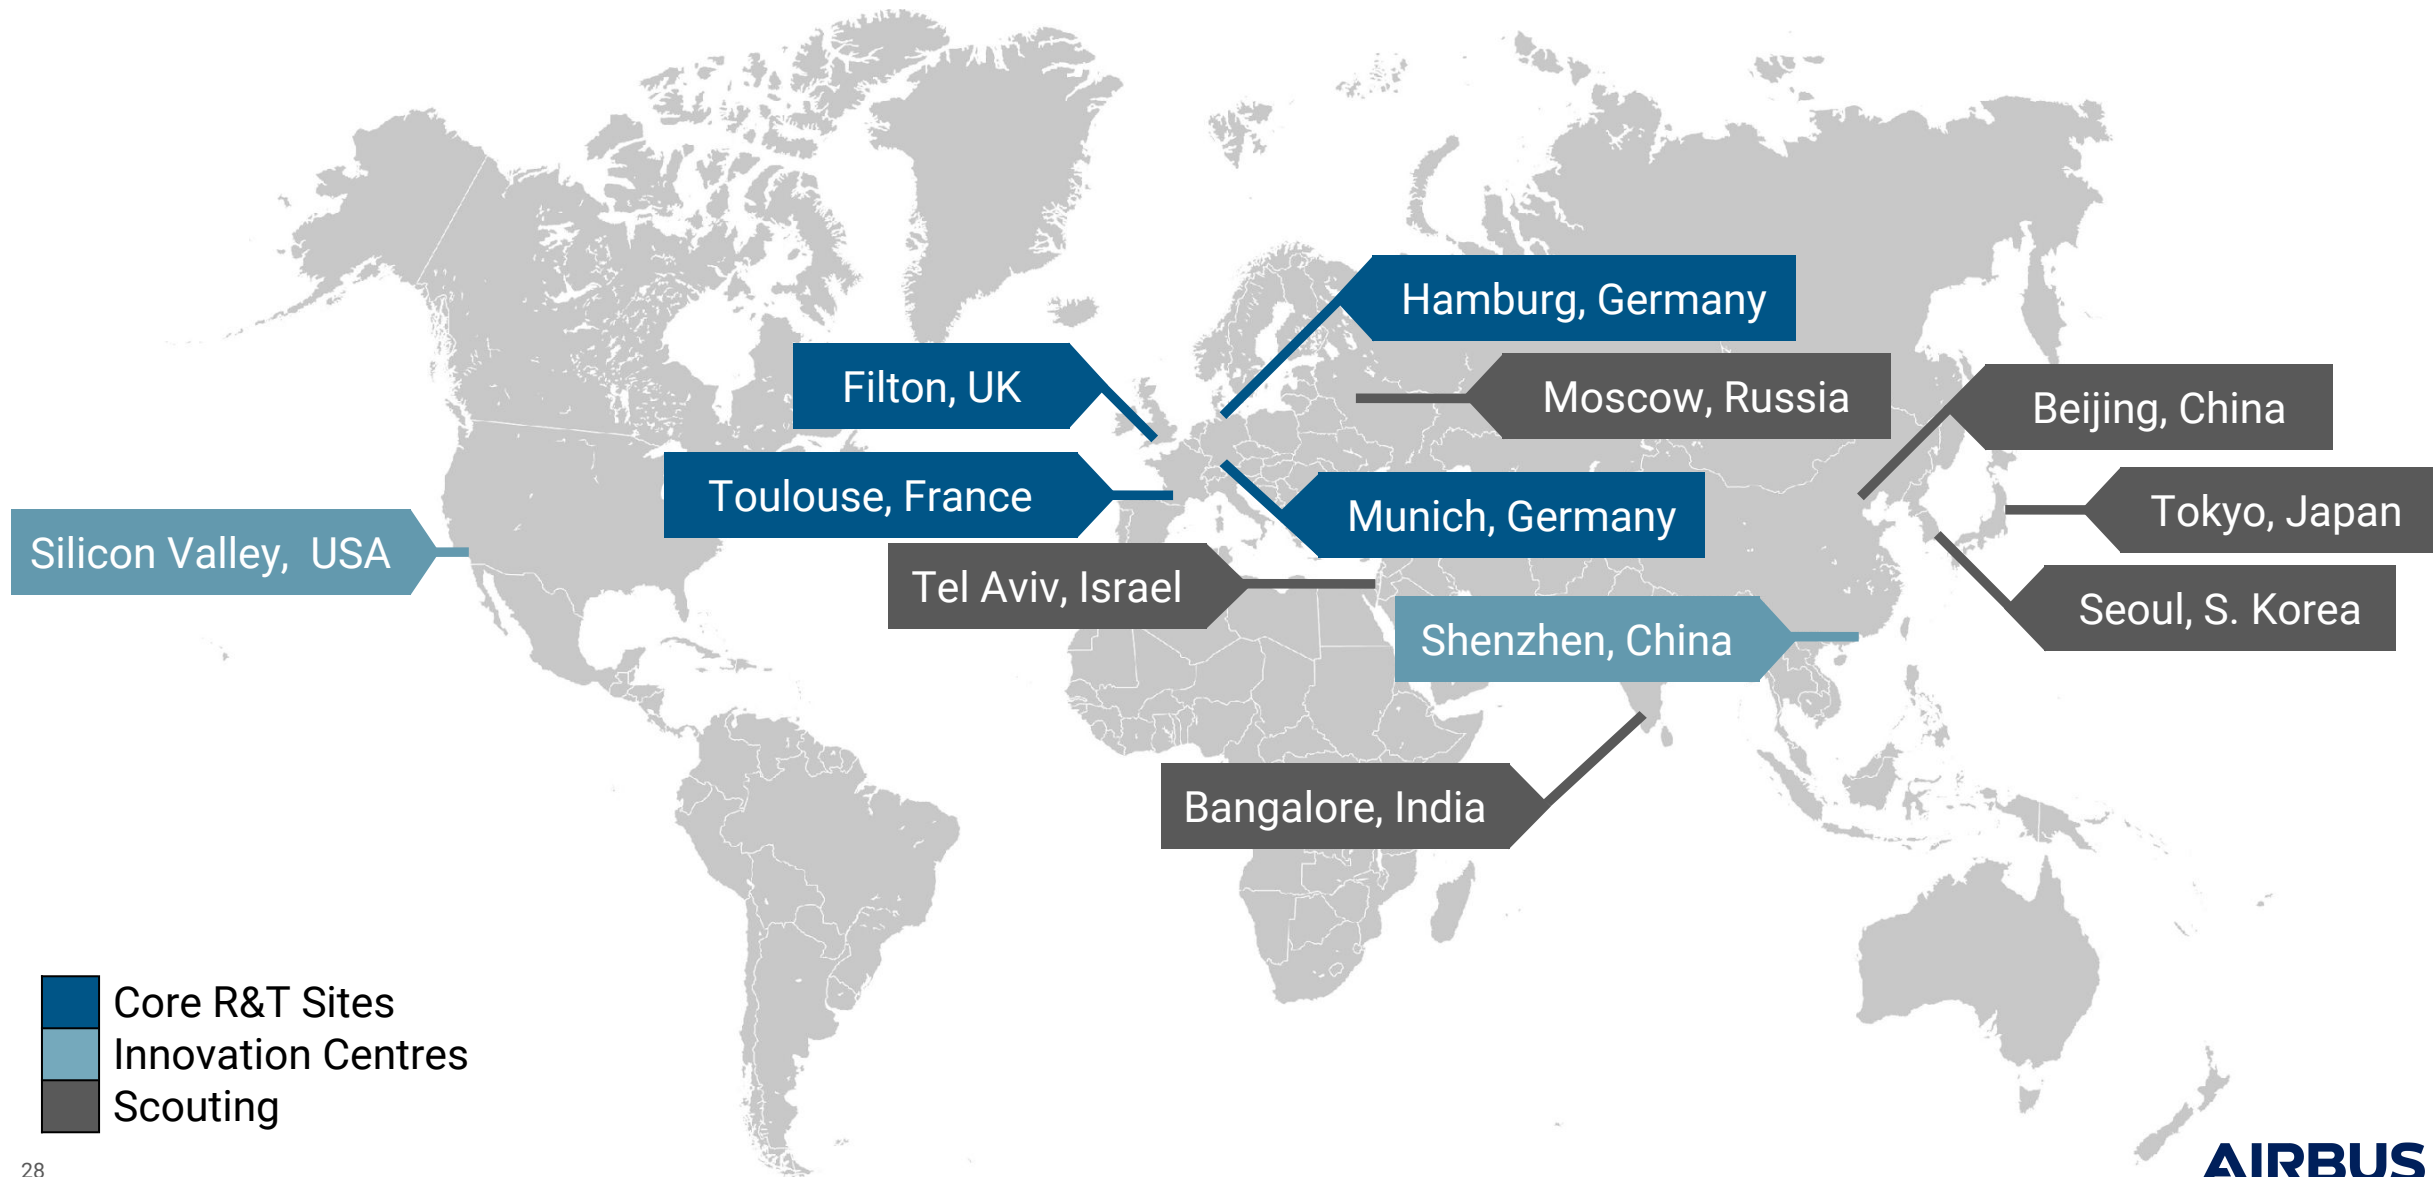 Hamburg, Germany
Filton, UK
Moscow, Russia
Beijing, China
Toulouse, France
Munich, Germany
Tokyo, Japan
Silicon Valley,  USA
Tel Aviv, Israel
Shenzhen, China
Seoul, S. Korea
Bangalore, India
Core R&T Sites
Innovation Centres
Scouting
28
AIRBUS